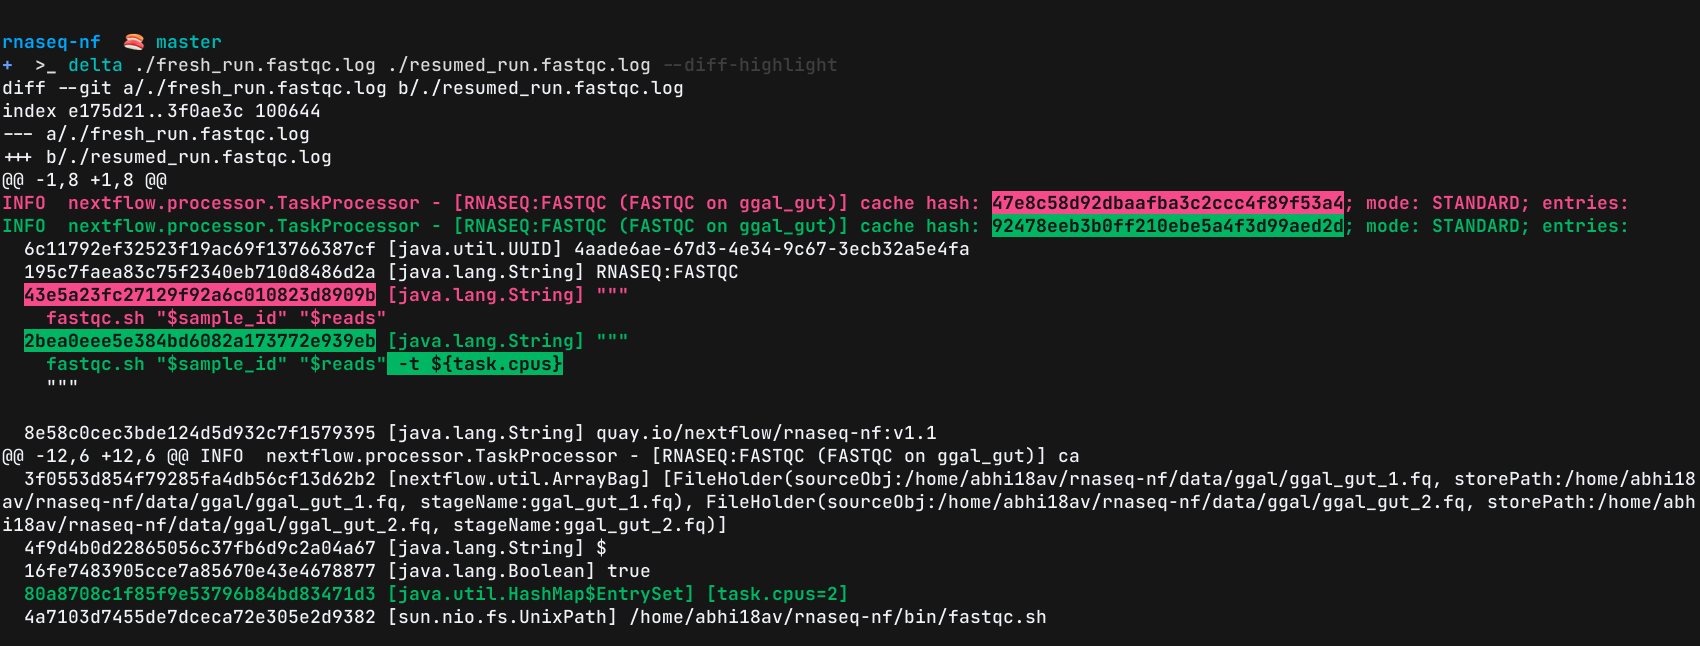 rnaseq-nf 🍣 master
+ >_ delta ./fresh_run.fastqc.log ./resumed_run.fastqc.log --diff-highlight
diff --git a/./fresh_run.fastqc.log b/./resumed_run.fastqc.log
index e175d21..3f0ae3c 100644
--- a/./fresh_run.fastqc.log
+++ b/./resumed_run.fastqc.log
@@ -1,8 +1,8 @@
INFO  nextflow.processor.TaskProcessor - [RNASEQ:FASTQC (FASTQC on ggal_gut)] cache hash: 47e8c58d92dbaafba3c2ccc4f89f53a4; mode: STANDARD; entries:
INFO  nextflow.processor.TaskProcessor - [RNASEQ:FASTQC (FASTQC on ggal_gut)] cache hash: 92478eeb3b0ff210ebe5a4f3d99aed2d; mode: STANDARD; entries:
  6c11792ef32523f19ac69f13766387cf [java.util.UUID] 4aade6ae-67d3-4e34-9c67-3ecb32a5e4fa
  195c7faea83c75f2340eb710d8486d2a [java.lang.String] RNASEQ:FASTQC
  43e5a23fc27129f92a6c010823d8909b [java.lang.String] """
    fastqc.sh "$sample_id" "$reads"
  2bea0eee5e384bd6082a173772e939eb [java.lang.String] """
    fastqc.sh "$sample_id" "$reads" -t ${task.cpus}
    """
  8e58c0cec3bde124d5d932c7f1579395 [java.lang.String] quay.io/nextflow/rnaseq-nf:v1.1
@@ -12,6 +12,6 @@ INFO  nextflow.processor.TaskProcessor - [RNASEQ:FASTQC (FASTQC on ggal_gut)] ca
  3f0553d854f79285fa4db56cf13d62b2 [nextflow.util.ArrayBag] [FileHolder(sourceObj:/home/abhi18av/rnaseq-nf/data/ggal/ggal_gut_1.fq, storePath:/home/abhi18
av/rnaseq-nf/data/ggal/ggal_gut_1.fq, stageName:ggal_gut_1.fq), FileHolder(sourceObj:/home/abhi18av/rnaseq-nf/data/ggal/ggal_gut_2.fq, storePath:/home/abh
i18av/rnaseq-nf/data/ggal/ggal_gut_2.fq, stageName:ggal_gut_2.fq)]
  4f9d4b0d22865056c37fb6d9c2a04a67 [java.lang.String] $
  16fe7483905cce7a85670e43e4678877 [java.lang.Boolean] true
  80a8708c1f85f9e53796b84bd83471d3 [java.util.HashMap$EntrySet] [task.cpus=2]
  4a7103d7455de7dceca72e305e2d9382 [sun.nio.fs.UnixPath] /home/abhi18av/rnaseq-nf/bin/fastqc.sh